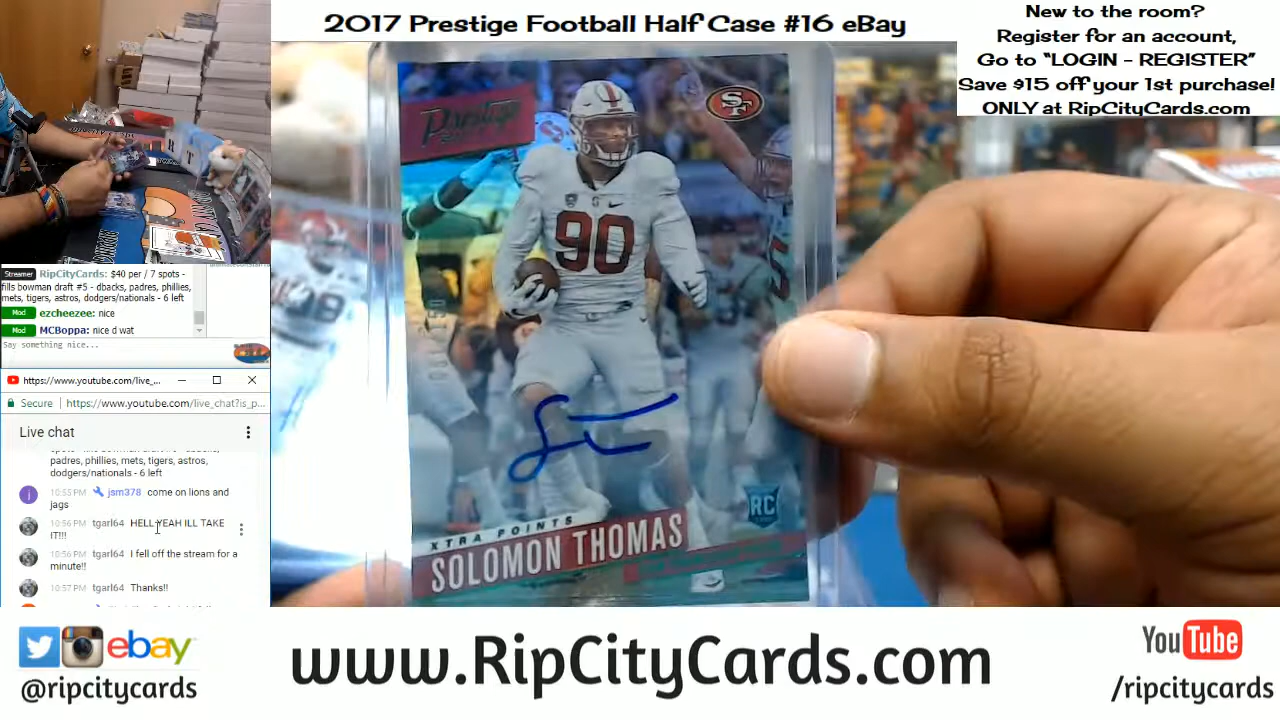 2017 Prestige Football Half Case #16 eBay
New to the room?
Register for an account,
Go to "LOGIN - REGISTER"
Save $15 off your 1st purchase!
ONLY at RipCityCards.com
Prestige
SF
90
XTRA POINTS
SOLOMON THOMAS
RC
Streamer RipCityCards: $40 per / 7 spots -
fills bowman draft #5 - dbacks, padres, phillies,
mets, tigers, astros, dodgers/nationals - 6 left
Mod ezcheezee: nice
Mod MCBoppa: nice d wat
Say something nice...
https://www.youtube.com/live_...
Secure https://www.youtube.com/live_chat?is_p...
Live chat
padres, phillies, mets, tigers, astros,
dodgers/nationals - 6 left
j
10:55 PM jsm378 come on lions and
jags
10:56 PM tgarl64 HELL YEAH ILL TAKE
IT!!!
10:56 PM tgarl64 I fell off the stream for a
minute!!
10:57 PM tgarl64 Thanks!!
ebay
@ripcitycards
www.RipCityCards.com
YouTube
/ripcitycards